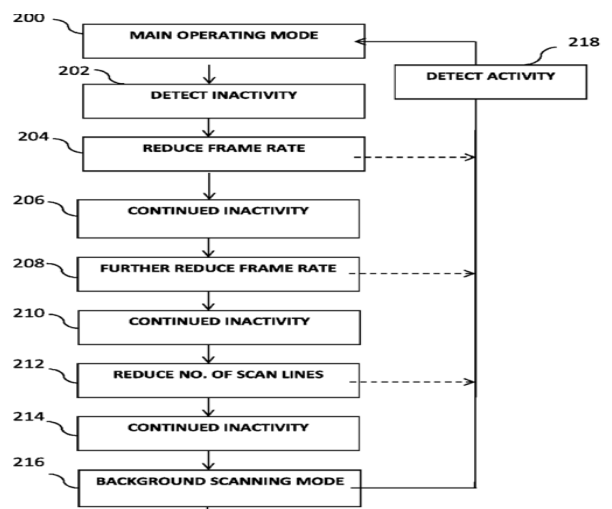 200
MAIN OPERATING MODE
218
202
DETECT ACTIVITY
DETECT INACTIVITY
204
REDUCE FRAME RATE
206
CONTINUED INACTIVITY
208
FURTHER REDUCE FRAME RATE
210
CONTINUED INACTIVITY
212
REDUCE NO. OF SCAN LINES
214
CONTINUED INACTIVITY
216
BACKGROUND SCANNING MODE